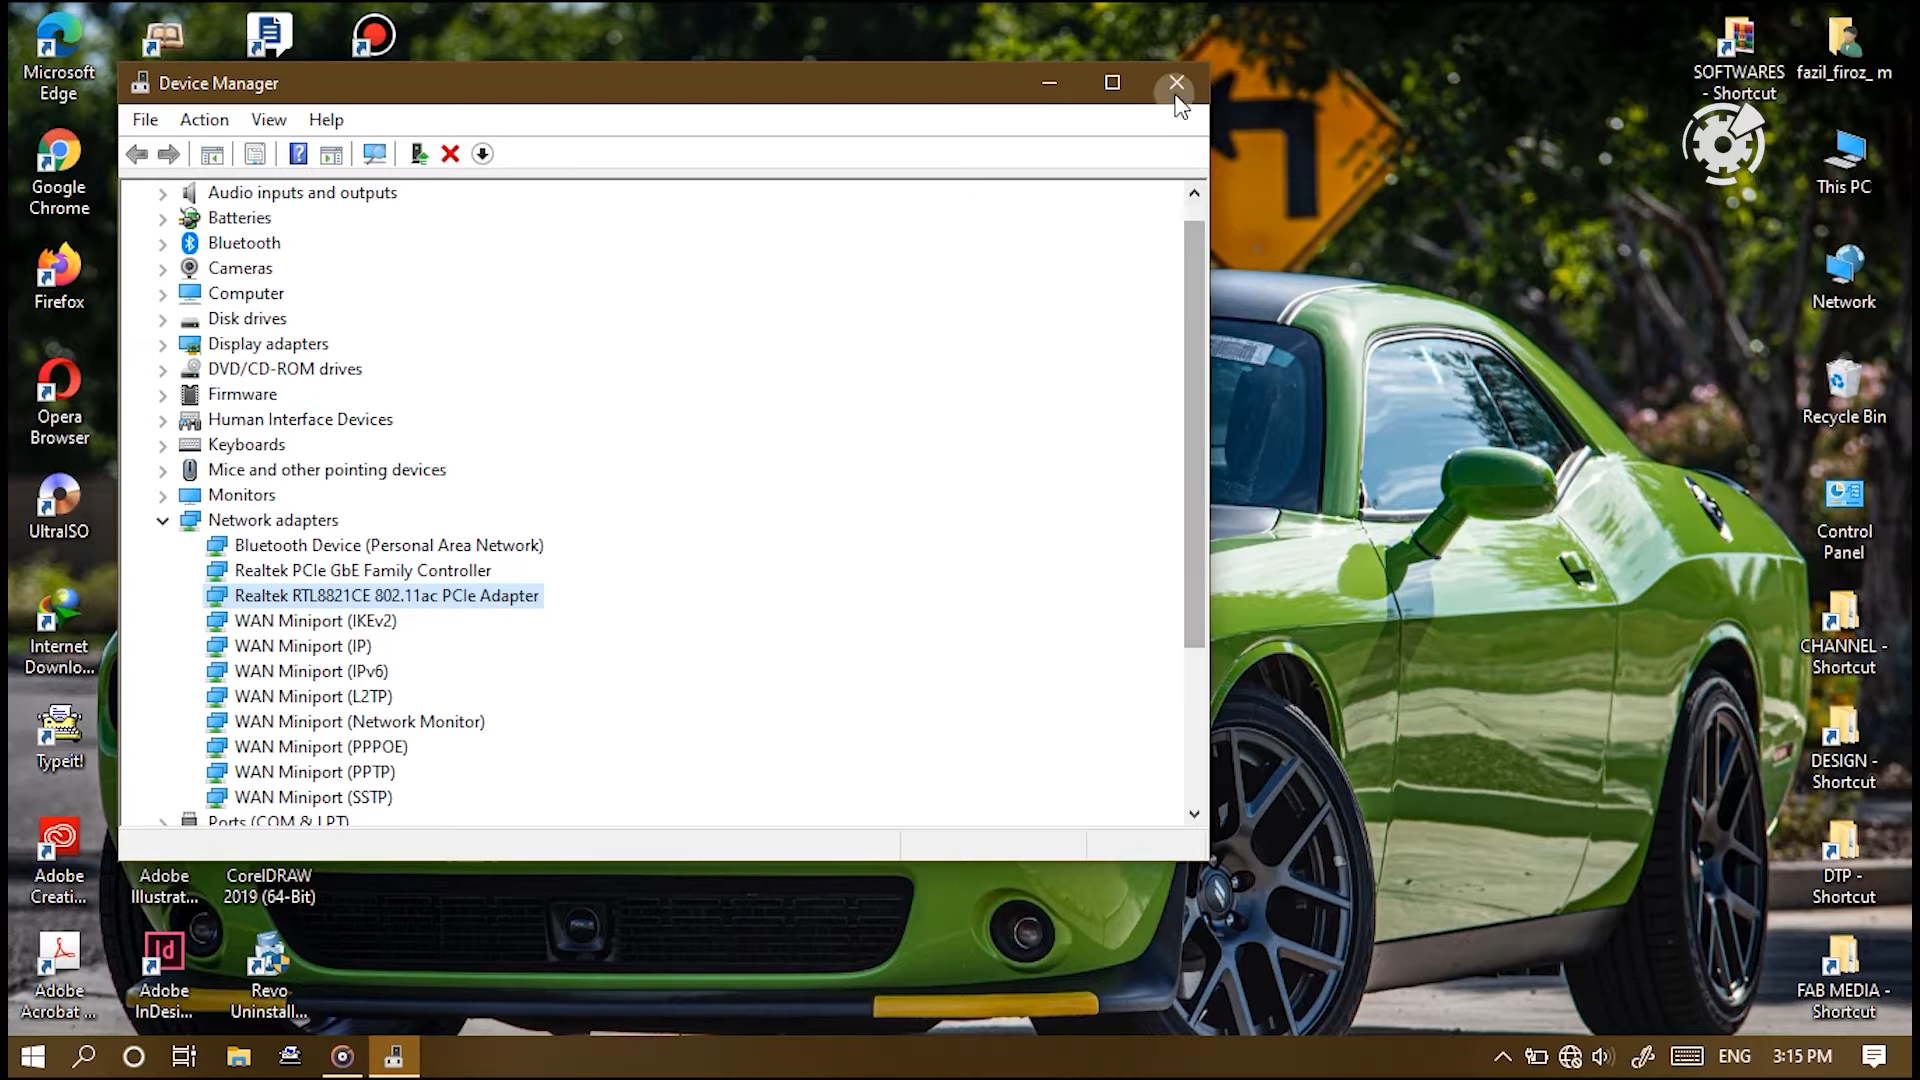 Microsoft
Edge
Google
Chrome
Firefox
Opera
Browser
UltraISO
Internet
Downlo...
Typeit!
Adobe
Creati...
Adobe
Acrobat ...
Device Manager
File Action View Help
Audio inputs and outputs
Batteries
Bluetooth
Cameras
Computer
Disk drives
Display adapters
DVD/CD-ROM drives
Firmware
Human Interface Devices
Keyboards
Mice and other pointing devices
Monitors
Network adapters
Bluetooth Device (Personal Area Network)
Realtek PCIe GbE Family Controller
Realtek RTL8821CE 802.11ac PCIe Adapter
WAN Miniport (IKEv2)
WAN Miniport (IP)
WAN Miniport (IPv6)
WAN Miniport (L2TP)
WAN Miniport (Network Monitor)
WAN Miniport (PPPOE)
WAN Miniport (PPTP)
WAN Miniport (SSTP)
Ports (COM & LPT)
Adobe
Illustrat...
CorelDRAW
2019 (64-Bit)
Id
Adobe
InDesi...
Revo
Uninstall...
SOFTWARES
- Shortcut
fazil_firoz_ m
This PC
Network
Recycle Bin
Control
Panel
CHANNEL -
Shortcut
DESIGN -
Shortcut
DTP -
Shortcut
FAB MEDIA -
Shortcut
ENG 3:15 PM